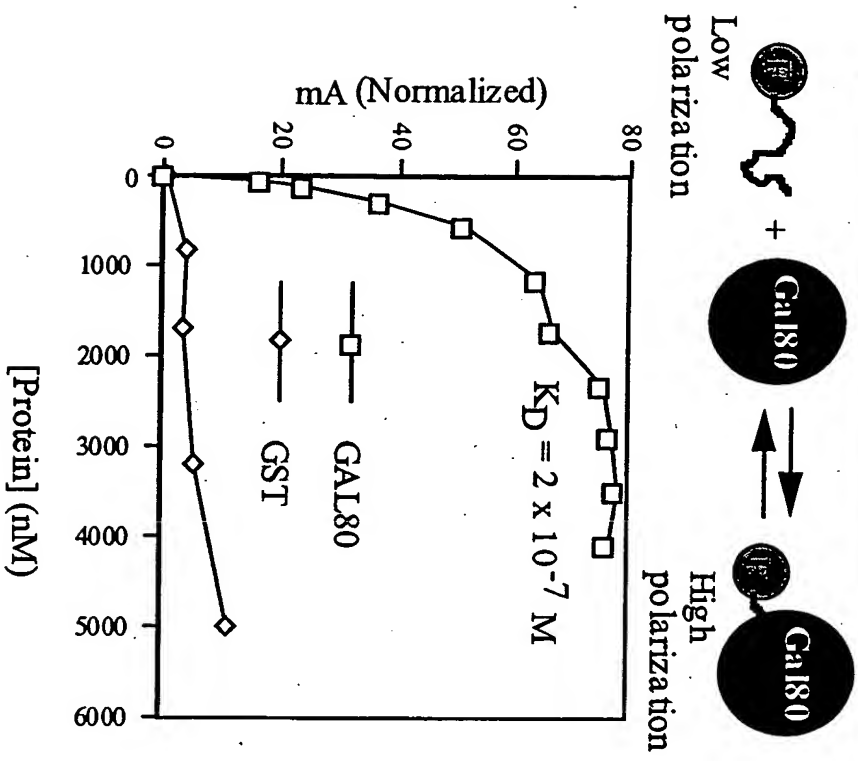 Low
polarization
+
Gal80
High
polarization
Gal80
mA (Normalized)
80
60
40
20
0
0
1000
2000
3000
4000
5000
6000
[Protein] (nM)
K_D = 2 x 10^-7 M
GAL80
GST